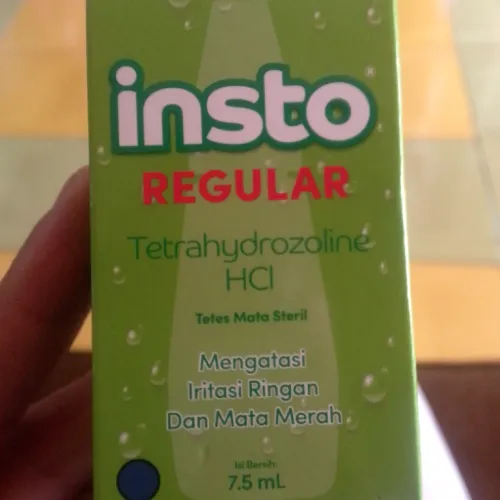 insto®
REGULAR
Tetrahydrozoline
HCl
Tetes Mata Steril
Mengatasi
Iritasi Ringan
Dan Mata Merah
Isi Bersih:
7.5 mL